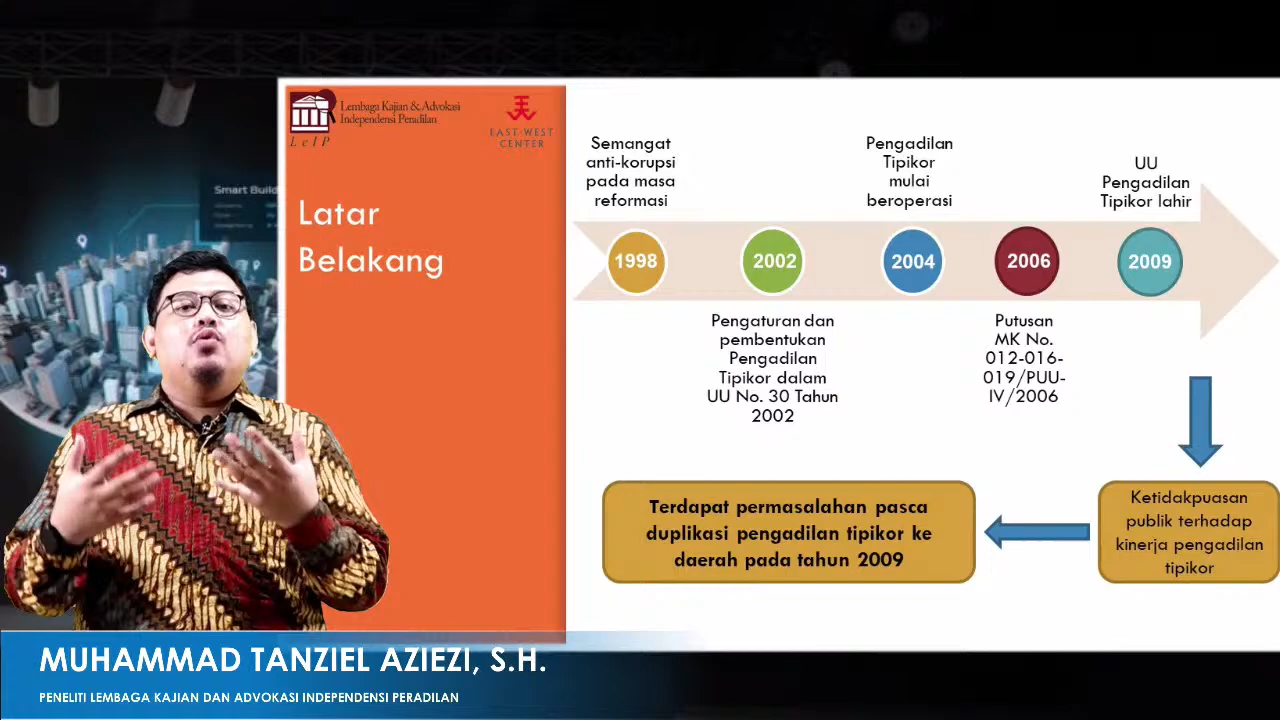 Lembaga Kajian & Advokasi
Independensi Peradilan
LeIP
EAST-WEST
CENTER
Smart Build
Latar
Belakang
Semangat
anti-korupsi
pada masa
reformasi
Pengadilan
Tipikor
mulai
beroperasi
UU
Pengadilan
Tipikor lahir
1998
2002
2004
2006
2009
Pengaturan dan
pembentukan
Pengadilan
Tipikor dalam
UU No. 30 Tahun
2002
Putusan
MK No.
012-016-
019/PUU-
IV/2006
Terdapat permasalahan pasca
duplikasi pengadilan tipikor ke
daerah pada tahun 2009
Ketidakpuasan
publik terhadap
kinerja pengadilan
tipikor
MUHAMMAD TANZIEL AZIEZI, S.H.
PENELITI LEMBAGA KAJIAN DAN ADVOKASI INDEPENDENSI PERADILAN